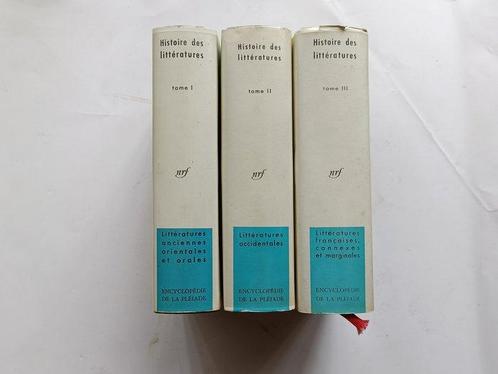 Histoire des
littératures
tome I
nrf
Littératures
anciennes
orientales
et orales
ENCYCLOPÉDIE
DE LA PLÉIADE
Histoire des
littératures
tome II
nrf
Littératures
occidentales
ENCYCLOPÉDIE
DE LA PLÉIADE
Histoire des
littératures
tome III
nrf
Littératures
françaises,
connexes
et marginales
ENCYCLOPÉDIE
DE LA PLÉIADE